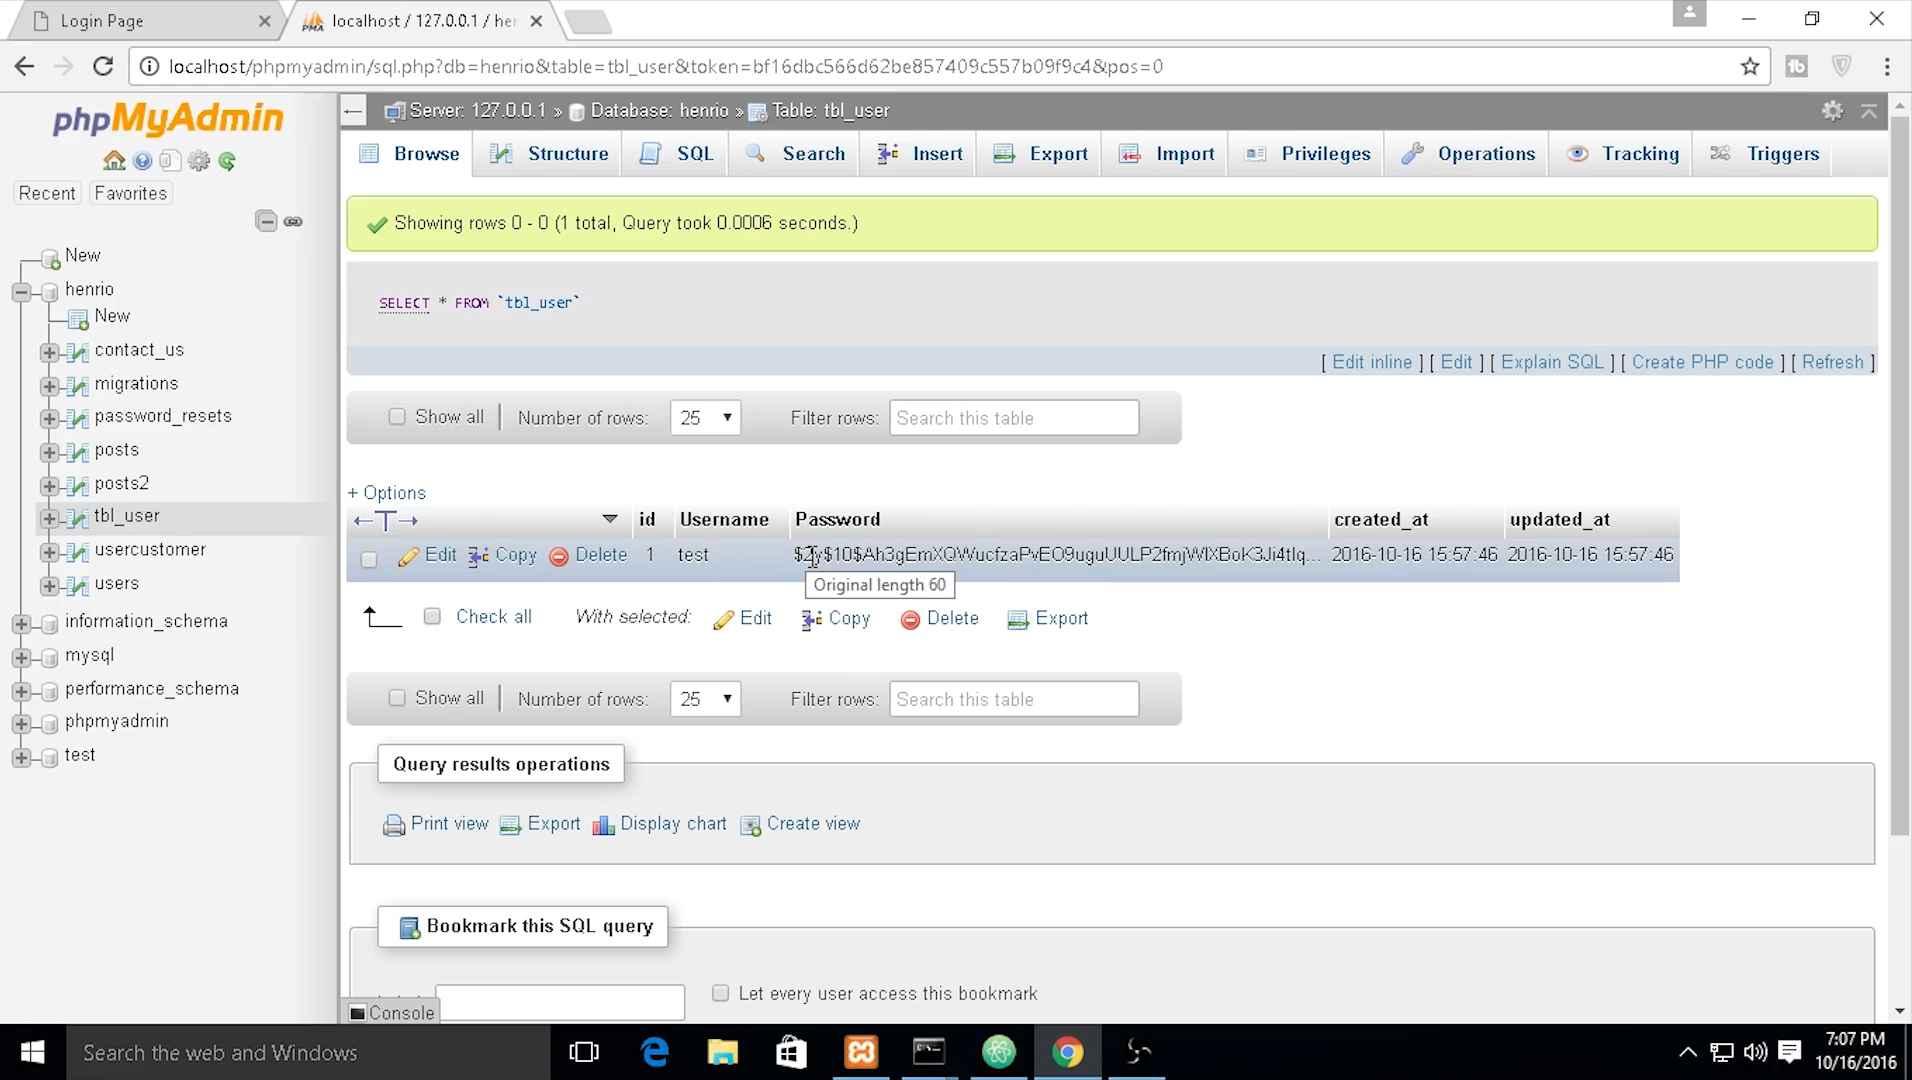 Login Page
localhost / 127.0.0.1 / her
localhost/phpmyadmin/sql.php?db=henrio&table=tbl_user&token=bf16dbc566d62be857409c557b09f9c4&pos=0
phpMyAdmin
Recent Favorites
New
henrio
New
contact_us
migrations
password_resets
posts
posts2
tbl_user
usercustomer
users
information_schema
mysql
performance_schema
phpmyadmin
test
Server: 127.0.0.1 » Database: henrio » Table: tbl_user
Browse Structure SQL Search Insert Export Import Privileges Operations Tracking Triggers
Showing rows 0 - 0 (1 total, Query took 0.0006 seconds.)
SELECT * FROM `tbl_user`
[ Edit inline ] [ Edit ] [ Explain SQL ] [ Create PHP code ] [ Refresh ]
Show all Number of rows: 25 Filter rows: Search this table
+ Options
id Username Password created_at updated_at
Edit Copy Delete 1 test 2016-10-16 15:57:46 2016-10-16 15:57:46
Original length 60
Check all With selected: Edit Copy Delete Export
Show all Number of rows: 25 Filter rows: Search this table
Query results operations
Print view Export Display chart Create view
Bookmark this SQL query
Let every user access this bookmark
Console
Search the web and Windows
7:07 PM
10/16/2016